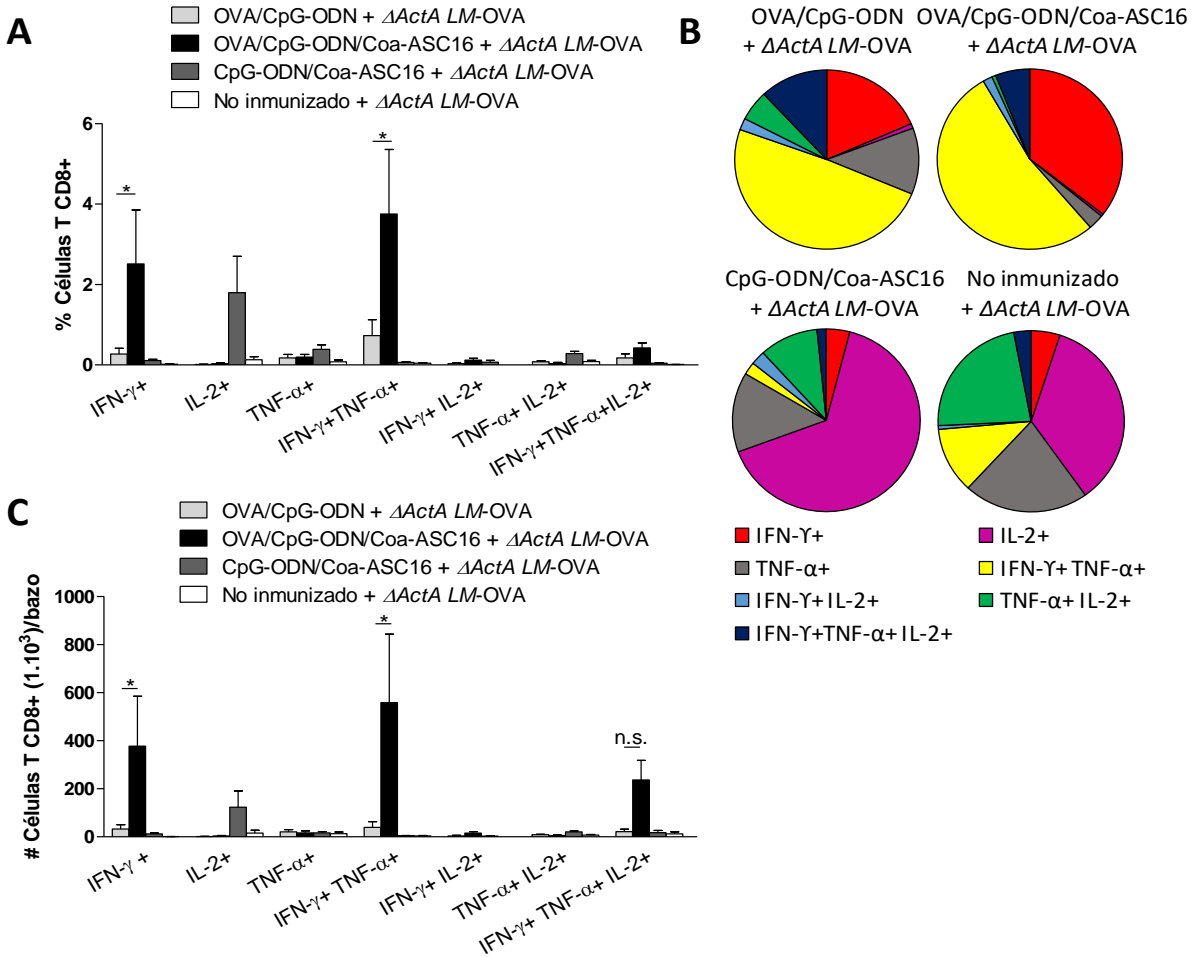 A
OVA/CpG-ODN + ΔActA LM-OVA
OVA/CpG-ODN/Coa-ASC16 + ΔActA LM-OVA
CpG-ODN/Coa-ASC16 + ΔActA LM-OVA
No inmunizado + ΔActA LM-OVA
% Células T CD8+
6
4
2
0
*
*
IFN-γ+
IL-2+
TNF-α+
IFN-γ+TNF-α+
IFN-γ+ IL-2+
TNF-α+ IL-2+
IFN-γ+TNF-α+IL-2+
B
OVA/CpG-ODN
+ ΔActA LM-OVA
OVA/CpG-ODN/Coa-ASC16
+ ΔActA LM-OVA
CpG-ODN/Coa-ASC16
+ ΔActA LM-OVA
No inmunizado
+ ΔActA LM-OVA
IFN-ϒ+
IL-2+
TNF-α+
IFN-ϒ+ TNF-α+
IFN-ϒ+ IL-2+
TNF-α+ IL-2+
IFN-ϒ+TNF-α+ IL-2+
C
OVA/CpG-ODN + ΔActA LM-OVA
OVA/CpG-ODN/Coa-ASC16 + ΔActA LM-OVA
CpG-ODN/Coa-ASC16 + ΔActA LM-OVA
No inmunizado + ΔActA LM-OVA
# Células T CD8+ (1.10³)/bazo
1000
800
600
400
200
0
*
*
n.s.
IFN-γ +
IL-2+
TNF-α+
IFN-γ+ TNF-α+
IFN-γ+ IL-2+
TNF-α+ IL-2+
IFN-γ+ TNF-α+ IL-2+